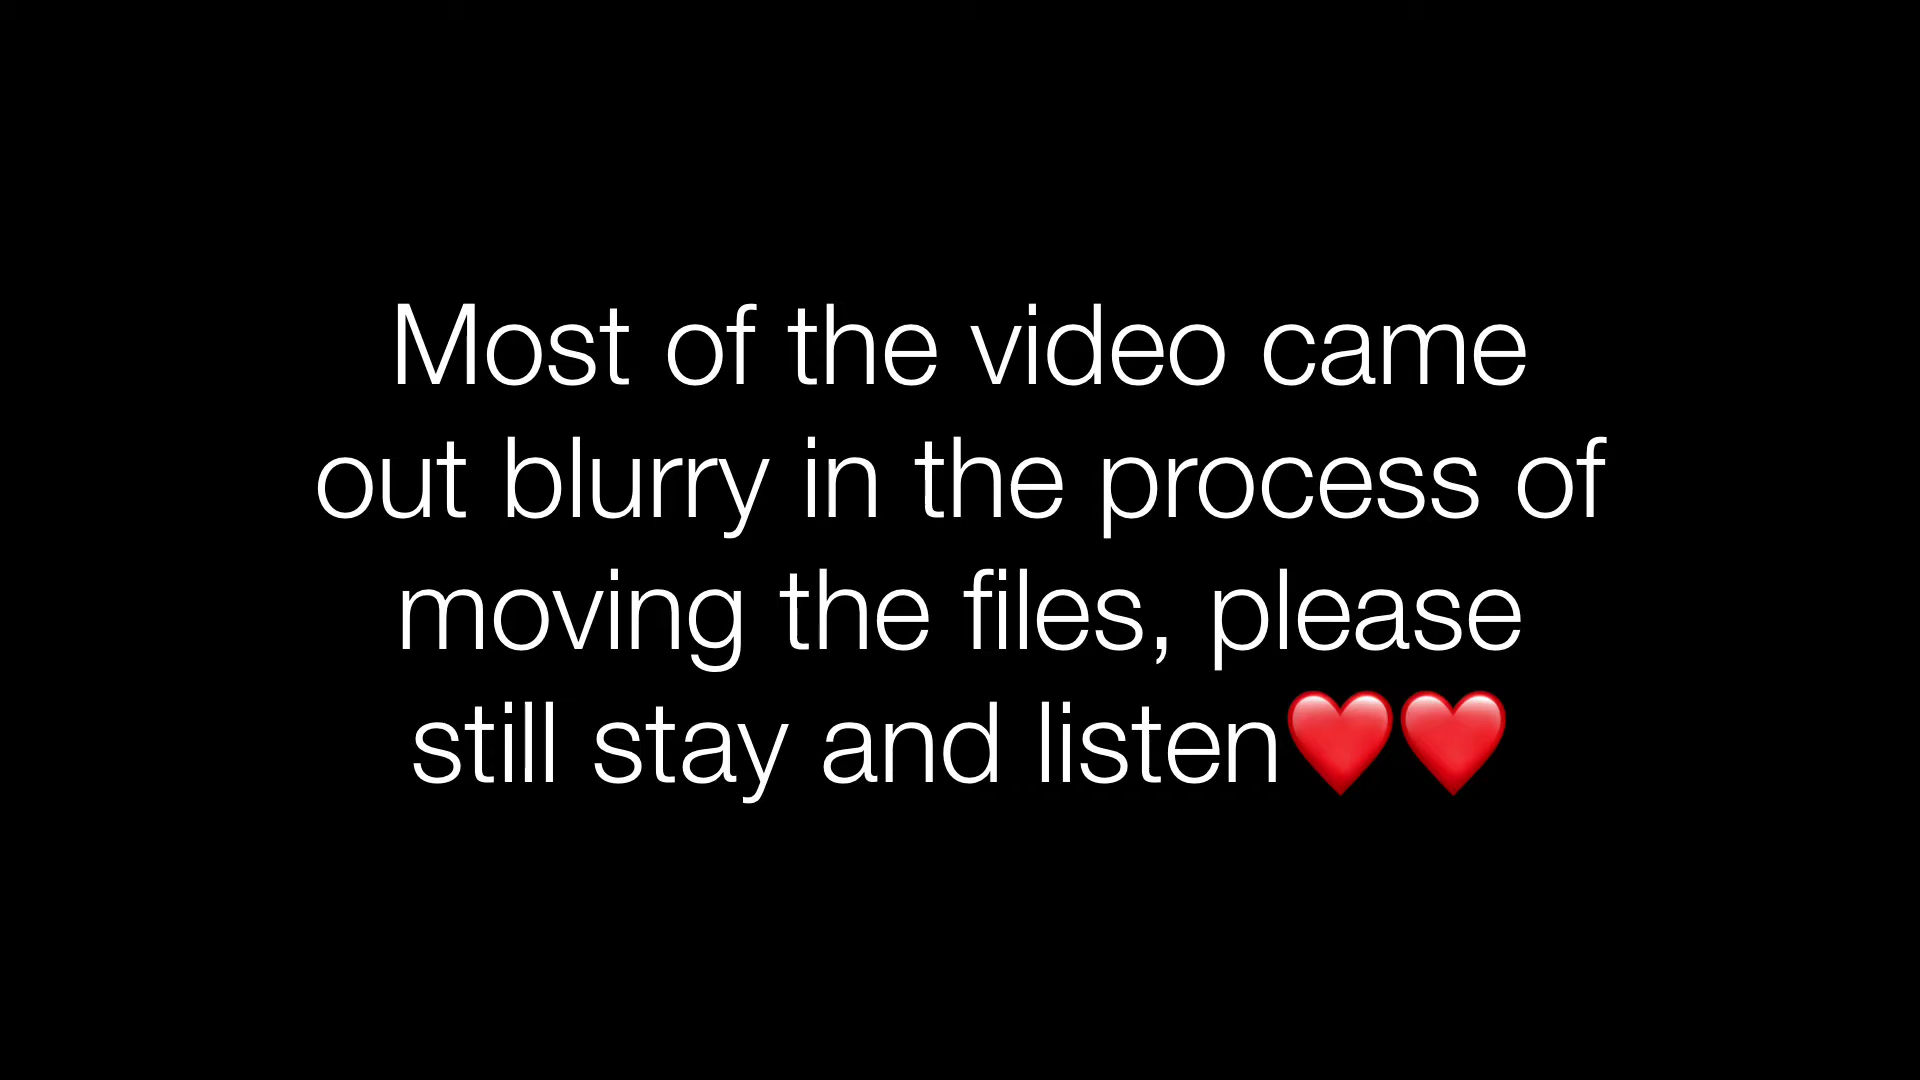 Most of the video came
out blurry in the process of
moving the files, please
still stay and listen❤️❤️